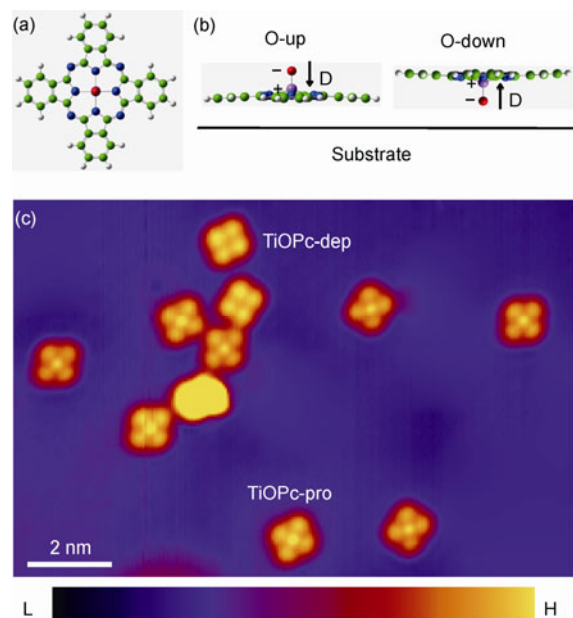 (a)
(b)
O-up
O-down
−
+
D
+
−
D
Substrate
(c)
TiOPc-dep
TiOPc-pro
2 nm
L
H